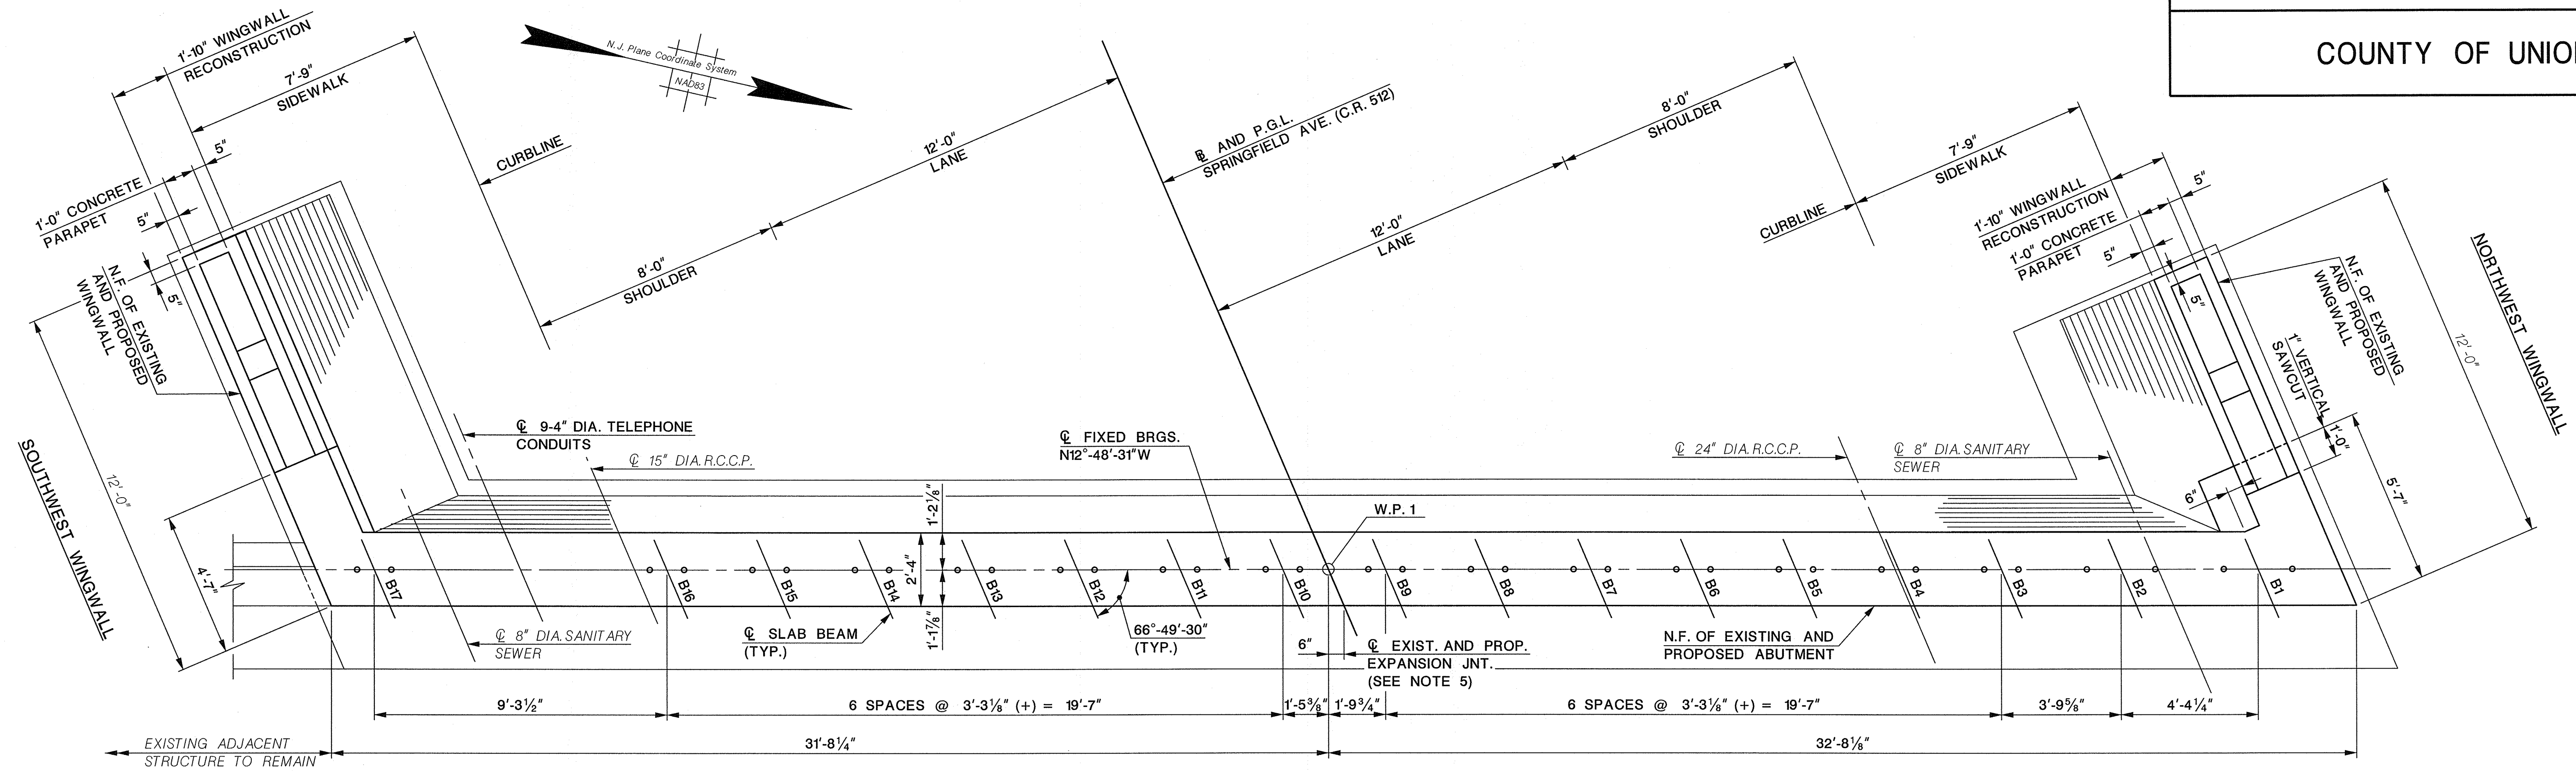 COUNTY OF UNIO
1'-10" WINGWALL
RECONSTRUCTION
7'-9"
SIDEWALK
N.J. Plane Coordinate System
NAD83
5"
1'-0" CONCRETE
PARAPET
5"
CURBLINE
12'-0"
LANE
℄ AND P.G.L.
SPRINGFIELD AVE. (C.R. 512)
8'-0"
SHOULDER
7'-9"
SIDEWALK
8'-0"
SHOULDER
12'-0"
LANE
CURBLINE
1'-10" WINGWALL
RECONSTRUCTION
1'-0" CONCRETE
PARAPET
5"
5"
5"
N.F. OF EXISTING
AND PROPOSED
WINGWALL
5"
N.F. OF EXISTING
AND PROPOSED
WINGWALL
NORTHWEST WINGWALL
12'-0"
1" VERTICAL
SAWCUT
1'-0"
5'-7"
6"
SOUTHWEST WINGWALL
12'-0"
4'-7"
℄ 9-4" DIA. TELEPHONE
CONDUITS
℄ 15" DIA.R.C.C.P.
℄ FIXED BRGS.
N12°-48'-31"W
℄ 24" DIA.R.C.C.P.
℄ 8" DIA.SANITARY
SEWER
W.P. 1
1'-2⅛"
2'-4"
1'-1⅞"
B17
B16
B15
B14
B13
B12
B11
B10
B9
B8
B7
B6
B5
B4
B3
B2
B1
℄ 8" DIA.SANITARY
SEWER
℄ SLAB BEAM
(TYP.)
66°-49'-30"
(TYP.)
6"
℄ EXIST. AND PROP.
EXPANSION JNT.
(SEE NOTE 5)
N.F. OF EXISTING AND
PROPOSED ABUTMENT
9'-3½"
6 SPACES @ 3'-3⅛" (+) = 19'-7"
1'-5⅜"
1'-9¾"
6 SPACES @ 3'-3⅛" (+) = 19'-7"
3'-9⅝"
4'-4¼"
EXISTING ADJACENT
STRUCTURE TO REMAIN
31'-8¼"
32'-8⅛"